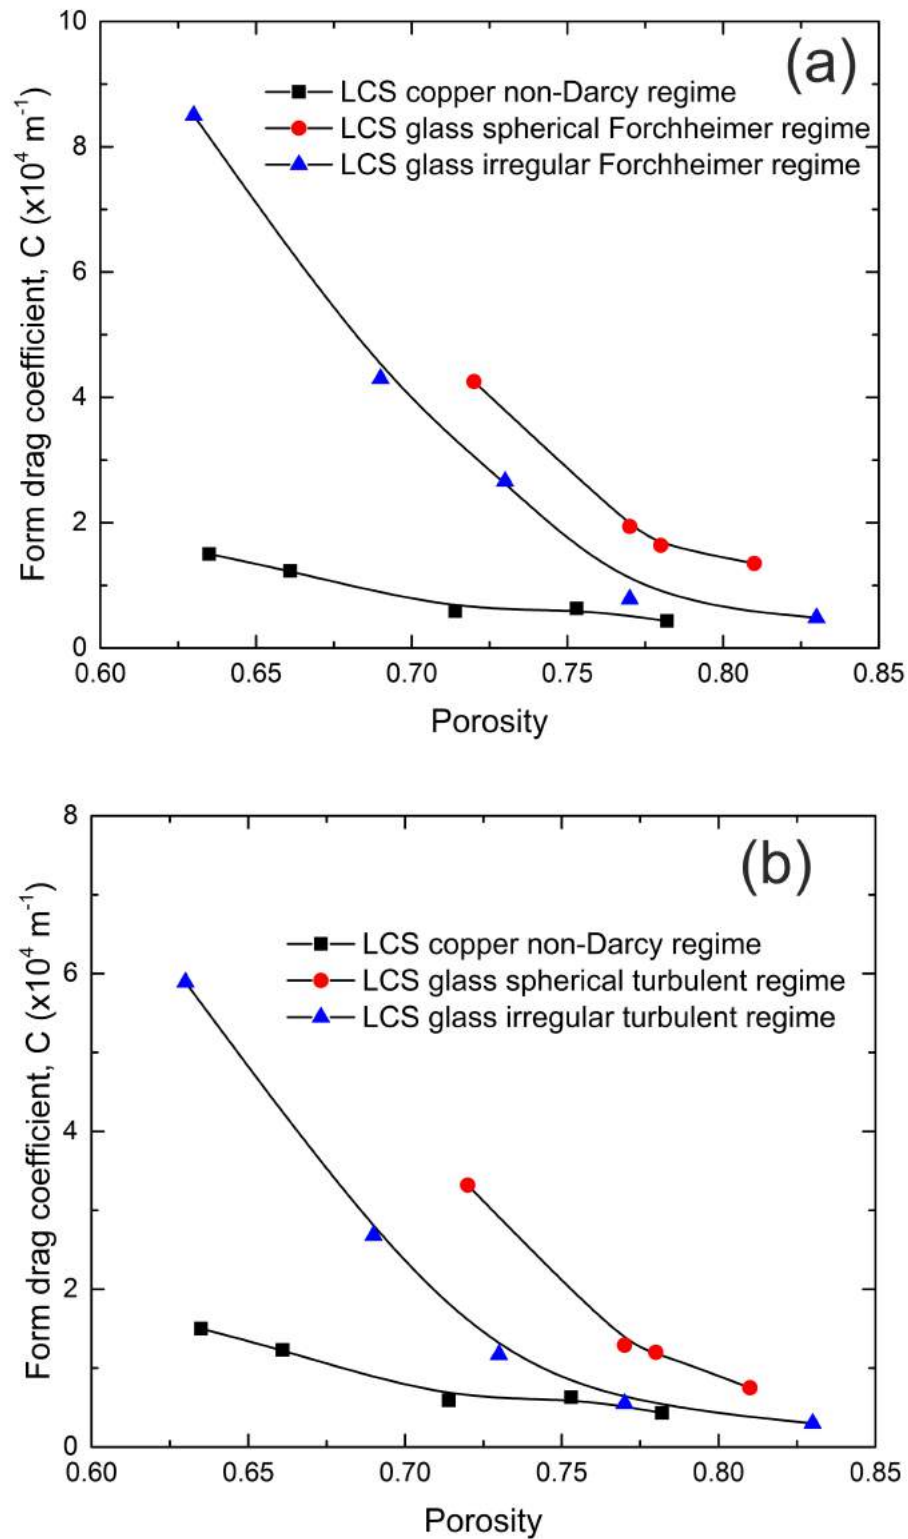 (a)
LCS copper non-Darcy regime
LCS glass spherical Forchheimer regime
LCS glass irregular Forchheimer regime
Form drag coefficient, C (x10⁴ m⁻¹)
10
8
6
4
2
0
0.60 0.65 0.70 0.75 0.80 0.85
Porosity
(b)
LCS copper non-Darcy regime
LCS glass spherical turbulent regime
LCS glass irregular turbulent regime
Form drag coefficient, C (x10⁴ m⁻¹)
8
6
4
2
0
0.60 0.65 0.70 0.75 0.80 0.85
Porosity